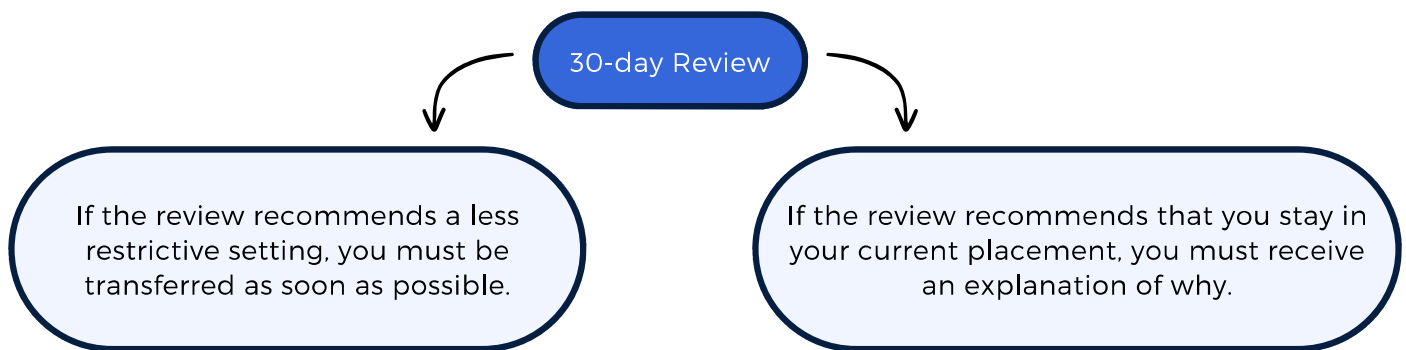 30-day Review
If the review recommends a less
restrictive setting, you must be
transferred as soon as possible.
If the review recommends that you stay in
your current placement, you must receive
an explanation of why.